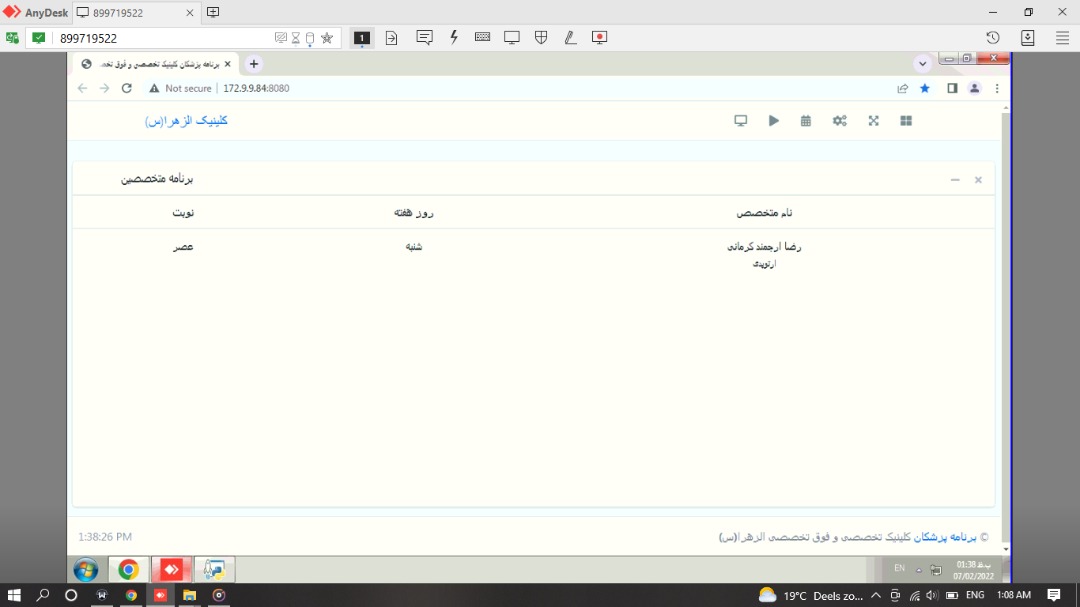 AnyDesk
899719522
899719522
1
برنامه پزشکان کلینیک تخصصی و فوق تخص
Not secure
172.9.9.84:8080
کلینیک الزهرا(س)
برنامه متخصصین
نام متخصص
روز هفته
نوبت
رضا ارجمند کرمانی
شنبه
عصر
ارتوپدی
1:38:26 PM
© برنامه پزشکان کلینیک تخصصی و فوق تخصصی الزهرا(س)
EN
01:38 ب.ظ
07/02/2022
19°C Deels zo...
ENG
1:08 AM